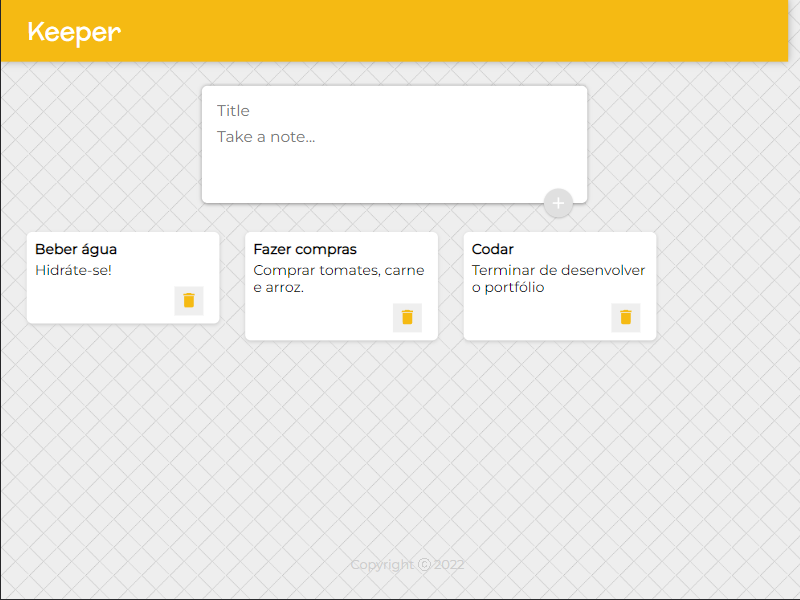 Keeper
Title
Take a note...
+
Beber água
Hidráte-se!
Fazer compras
Comprar tomates, carne
e arroz.
Codar
Terminar de desenvolver
o portfólio
Copyright ⓒ 2022